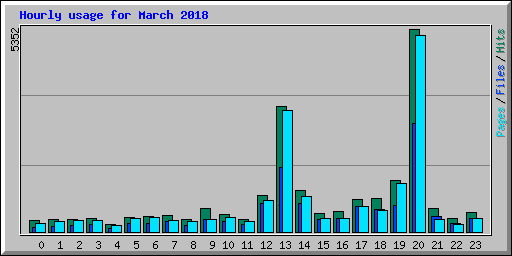 Hourly usage for March 2018
5352
Pages/Files/Hits
0 1 2 3 4 5 6 7 8 9 10 11 12 13 14 15 16 17 18 19 20 21 22 23